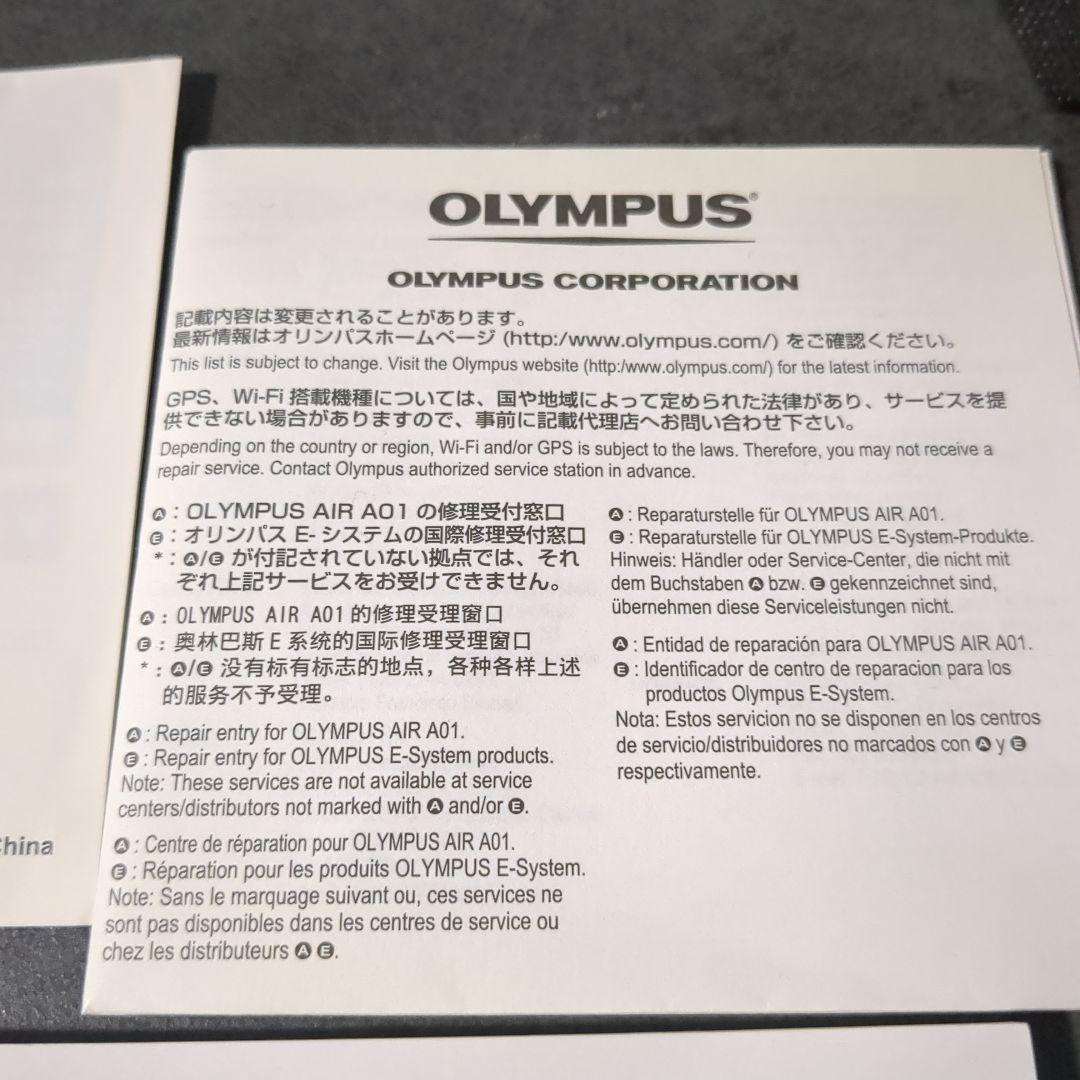 OLYMPUS®
OLYMPUS CORPORATION
記載内容は変更されることがあります。
最新情報はオリンパスホームページ (http:/www.olympus.com/) をご確認ください。
This list is subject to change. Visit the Olympus website (http:/www.olympus.com/) for the latest information.
GPS、Wi-Fi 搭載機種については、国や地域によって定められた法律があり、サービスを提
供できない場合がありますので、事前に記載代理店へお問い合わせ下さい。
Depending on the country or region, Wi-Fi and/or GPS is subject to the laws. Therefore, you may not receive a
repair service. Contact Olympus authorized service station in advance.
Ⓐ : OLYMPUS AIR A01 の修理受付窓口
Ⓔ : オリンパス E- システムの国際修理受付窓口
* : Ⓐ/Ⓔ が付記されていない拠点では、それ
ぞれ上記サービスをお受けできません。
Ⓐ : OLYMPUS AIR A01 的修理受理窗口
Ⓔ : 奥林巴斯 E 系统的国际修理受理窗口
* : Ⓐ/Ⓔ 没有标有标志的地点，各种各样上述
的服务不予受理。
Ⓐ : Repair entry for OLYMPUS AIR A01.
Ⓔ : Repair entry for OLYMPUS E-System products.
Note: These services are not available at service
centers/distributors not marked with Ⓐ and/or Ⓔ.
Ⓐ : Centre de réparation pour OLYMPUS AIR A01.
Ⓔ : Réparation pour les produits OLYMPUS E-System.
Note: Sans le marquage suivant ou, ces services ne
sont pas disponibles dans les centres de service ou
chez les distributeurs Ⓐ Ⓔ.
Ⓐ : Reparaturstelle für OLYMPUS AIR A01.
Ⓔ : Reparaturstelle für OLYMPUS E-System-Produkte.
Hinweis: Händler oder Service-Center, die nicht mit
dem Buchstaben Ⓐ bzw. Ⓔ gekennzeichnet sind,
übernehmen diese Serviceleistungen nicht.
Ⓐ : Entidad de reparación para OLYMPUS AIR A01.
Ⓔ : Identificador de centro de reparacion para los
productos Olympus E-System.
Nota: Estos servicion no se disponen en los centros
de servicio/distribuidores no marcados con Ⓐ y Ⓔ
respectivamente.